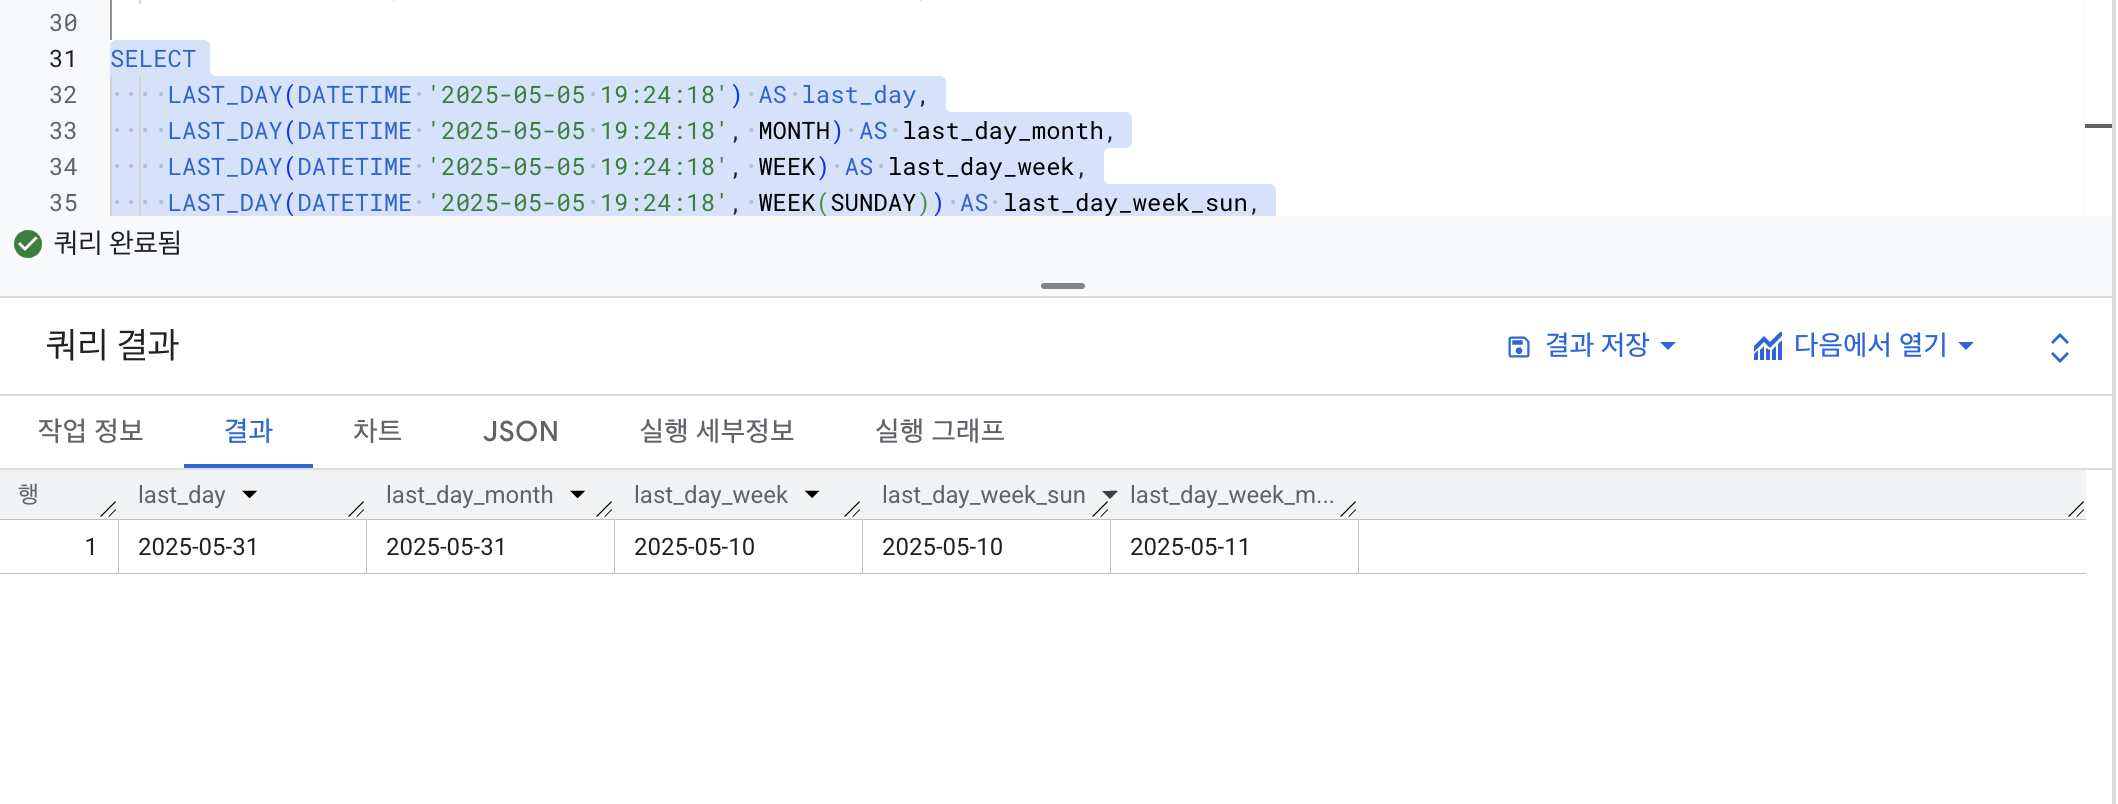 30
31 SELECT
32 LAST_DAY(DATETIME '2025-05-05 19:24:18') AS last_day,
33 LAST_DAY(DATETIME '2025-05-05 19:24:18', MONTH) AS last_day_month,
34 LAST_DAY(DATETIME '2025-05-05 19:24:18', WEEK) AS last_day_week,
35 LAST_DAY(DATETIME '2025-05-05 19:24:18', WEEK(SUNDAY)) AS last_day_week_sun,
쿼리 완료됨
쿼리 결과 결과 저장 다음에서 열기
작업 정보 결과 차트 JSON 실행 세부정보 실행 그래프
행 last_day last_day_month last_day_week last_day_week_sun last_day_week_m...
1 2025-05-31 2025-05-31 2025-05-10 2025-05-10 2025-05-11